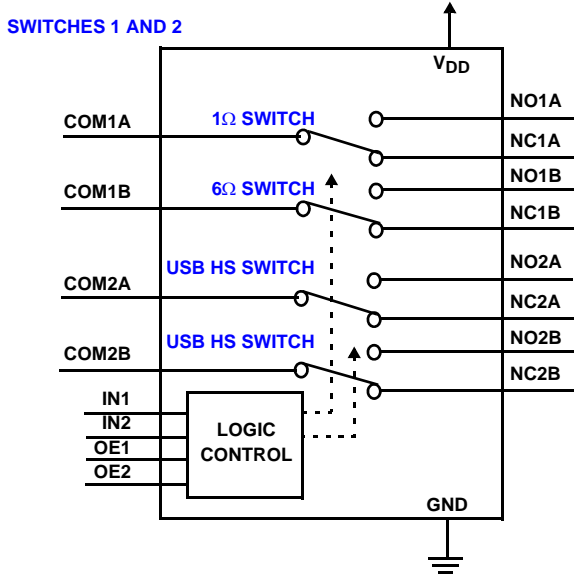 SWITCHES 1 AND 2
VDD
NO1A
COM1A
1Ω SWITCH
NC1A
NO1B
COM1B
6Ω SWITCH
NC1B
NO2A
USB HS SWITCH
COM2A
NC2A
NO2B
USB HS SWITCH
COM2B
NC2B
IN1
IN2
OE1
OE2
LOGIC
CONTROL
GND